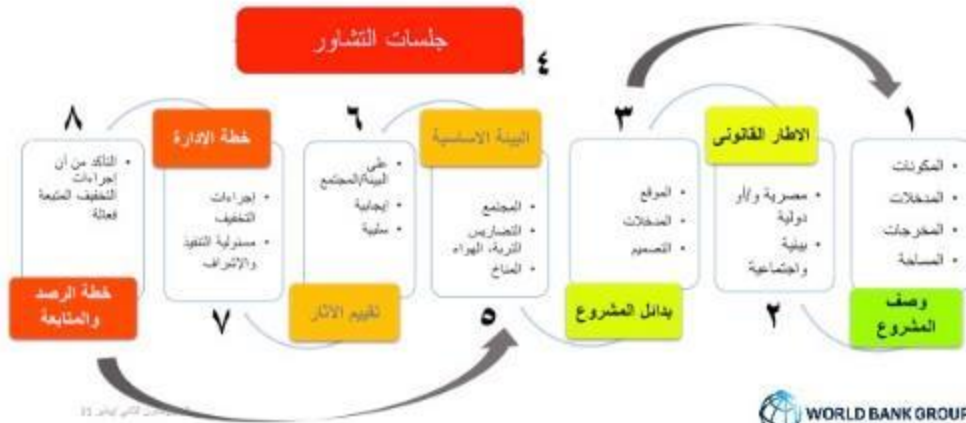 جلسات التشاور
٤
١
المكونات
المدخلات
المخرجات
المساحة
وصف
المشروع
الاطار القانونى
مصرية و/أو
دولية
بيئية
واجتماعية
٢
٣
الموقع
المدخلات
التصميم
بدائل المشروع
البيئة الاساسية
المجتمع
التضاريس
التربة، الهواء
المناخ
٥
٦
على
البيئة/المجتمع
إيجابية
سلبية
تقييم الآثار
خطة الإدارة
إجراءات
التخفيف
مسئولية التنفيذ
والإشراف
٧
٨
التأكد من أن
إجراءات
التخفيف المتبعة
فعالة
خطة الرصد
والمتابعة
WORLD BANK GROUP